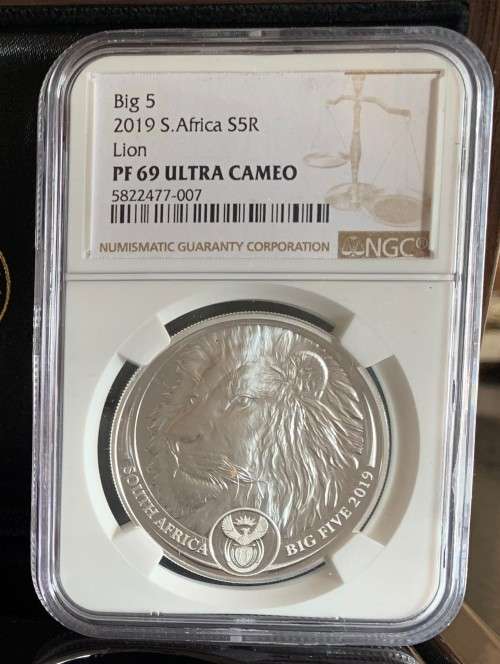 Big 5
2019 S.Africa S5R
Lion
PF 69 ULTRA CAMEO
5822477-007
NUMISMATIC GUARANTY CORPORATION
NGC®
SOUTH AFRICA
BIG FIVE 2019